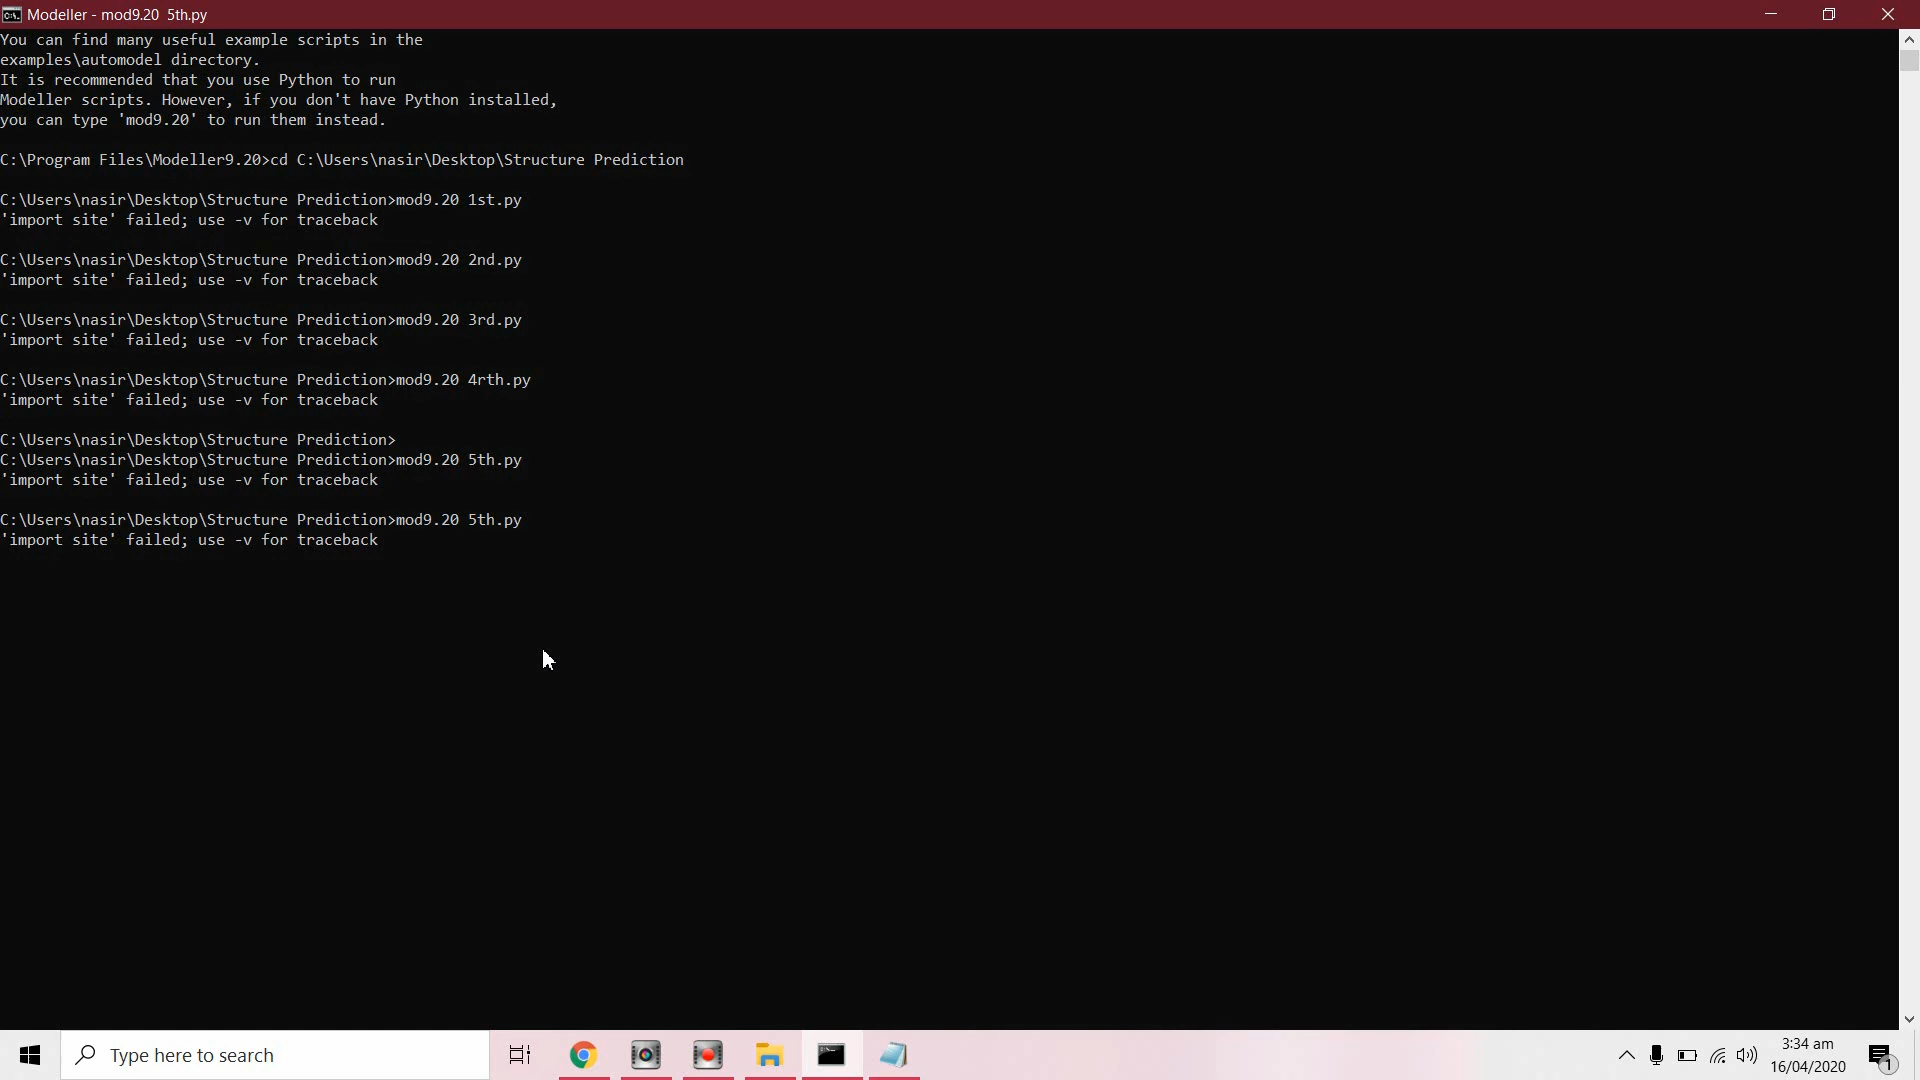 Modeller - mod9.20  5th.py
You can find many useful example scripts in the
examples\automodel directory.
It is recommended that you use Python to run
Modeller scripts. However, if you don't have Python installed,
you can type 'mod9.20' to run them instead.
C:\Program Files\Modeller9.20>cd C:\Users\nasir\Desktop\Structure Prediction
C:\Users\nasir\Desktop\Structure Prediction>mod9.20 1st.py
'import site' failed; use -v for traceback
C:\Users\nasir\Desktop\Structure Prediction>mod9.20 2nd.py
'import site' failed; use -v for traceback
C:\Users\nasir\Desktop\Structure Prediction>mod9.20 3rd.py
'import site' failed; use -v for traceback
C:\Users\nasir\Desktop\Structure Prediction>mod9.20 4rth.py
'import site' failed; use -v for traceback
C:\Users\nasir\Desktop\Structure Prediction>
C:\Users\nasir\Desktop\Structure Prediction>mod9.20 5th.py
'import site' failed; use -v for traceback
C:\Users\nasir\Desktop\Structure Prediction>mod9.20 5th.py
'import site' failed; use -v for traceback
Type here to search
3:34 am
16/04/2020
1